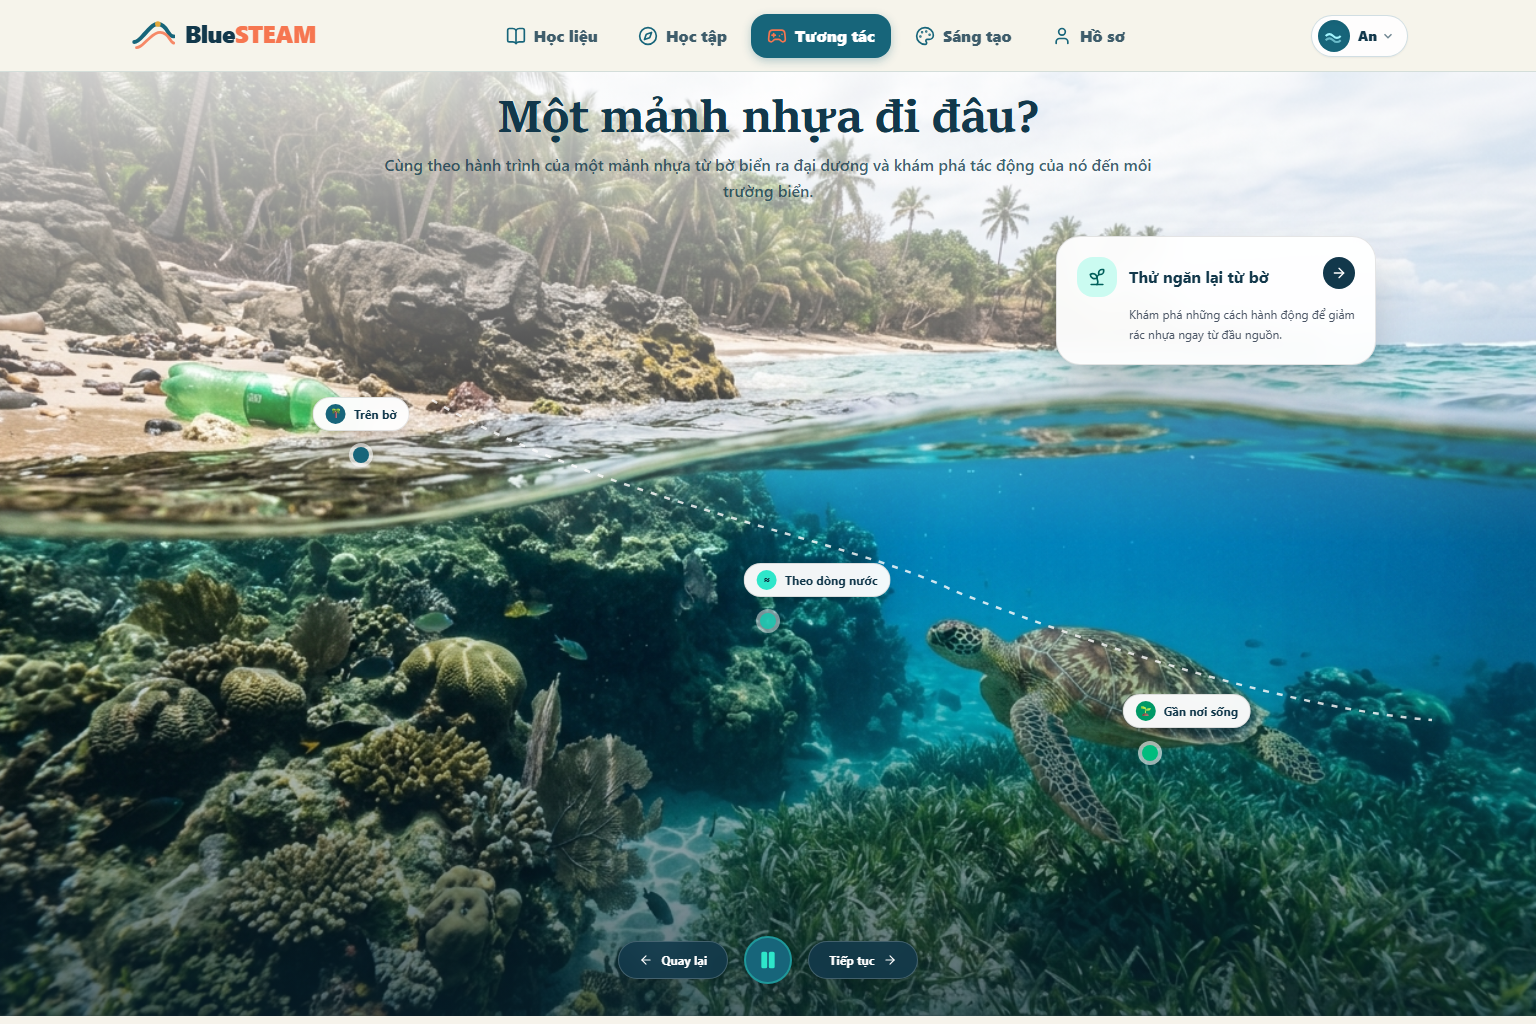 BlueSTEAM
Học liệu
Học tập
Tương tác
Sáng tạo
Hồ sơ
An
Một mảnh nhựa đi đâu?
Cùng theo hành trình của một mảnh nhựa từ bờ biển ra đại dương và khám phá tác động của nó đến môi
trường biển.
Thử ngăn lại từ bờ
Khám phá những cách hành động để giảm
rác nhựa ngay từ đầu nguồn.
Trên bờ
Theo dòng nước
Gần nơi sống
Quay lại
Tiếp tục